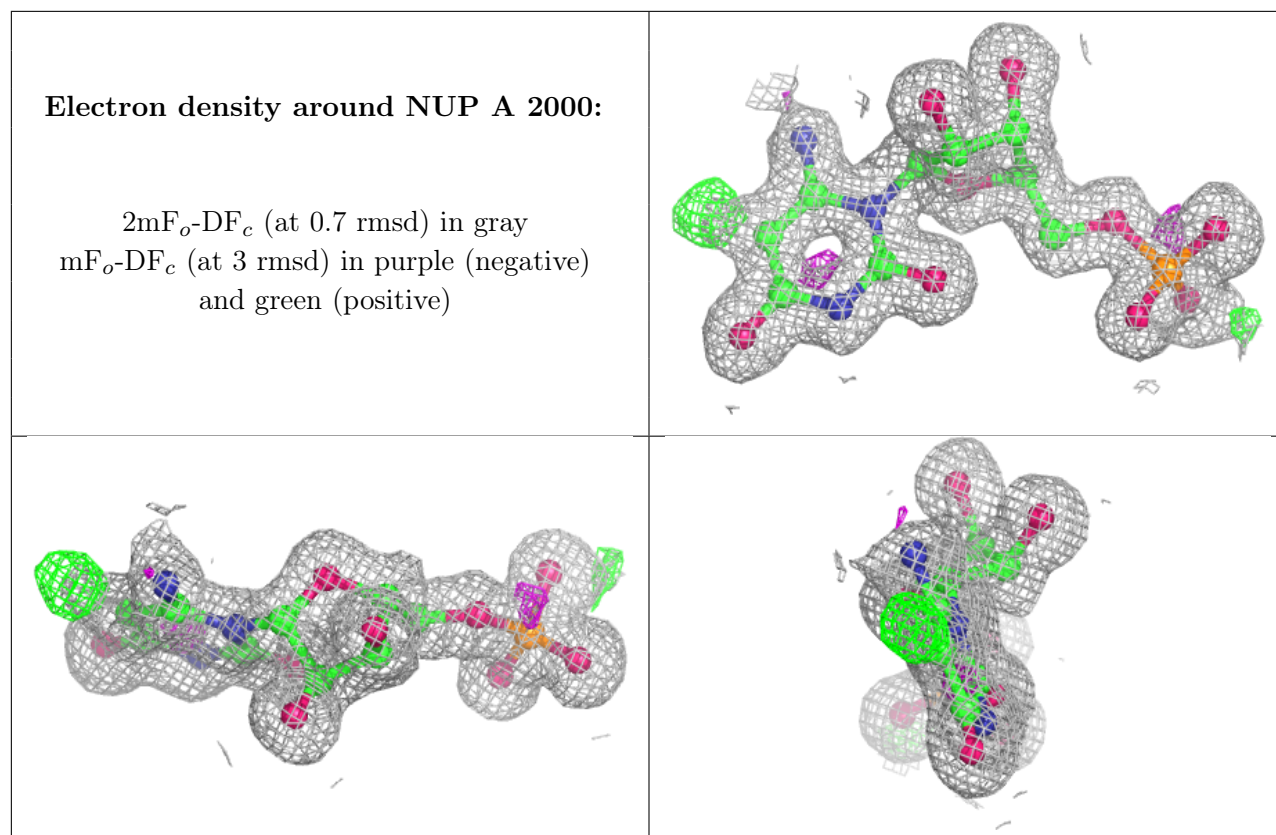 Electron density around NUP A 2000:
2mFₒ-DF𝑐 (at 0.7 rmsd) in gray
mFₒ-DF𝑐 (at 3 rmsd) in purple (negative)
and green (positive)